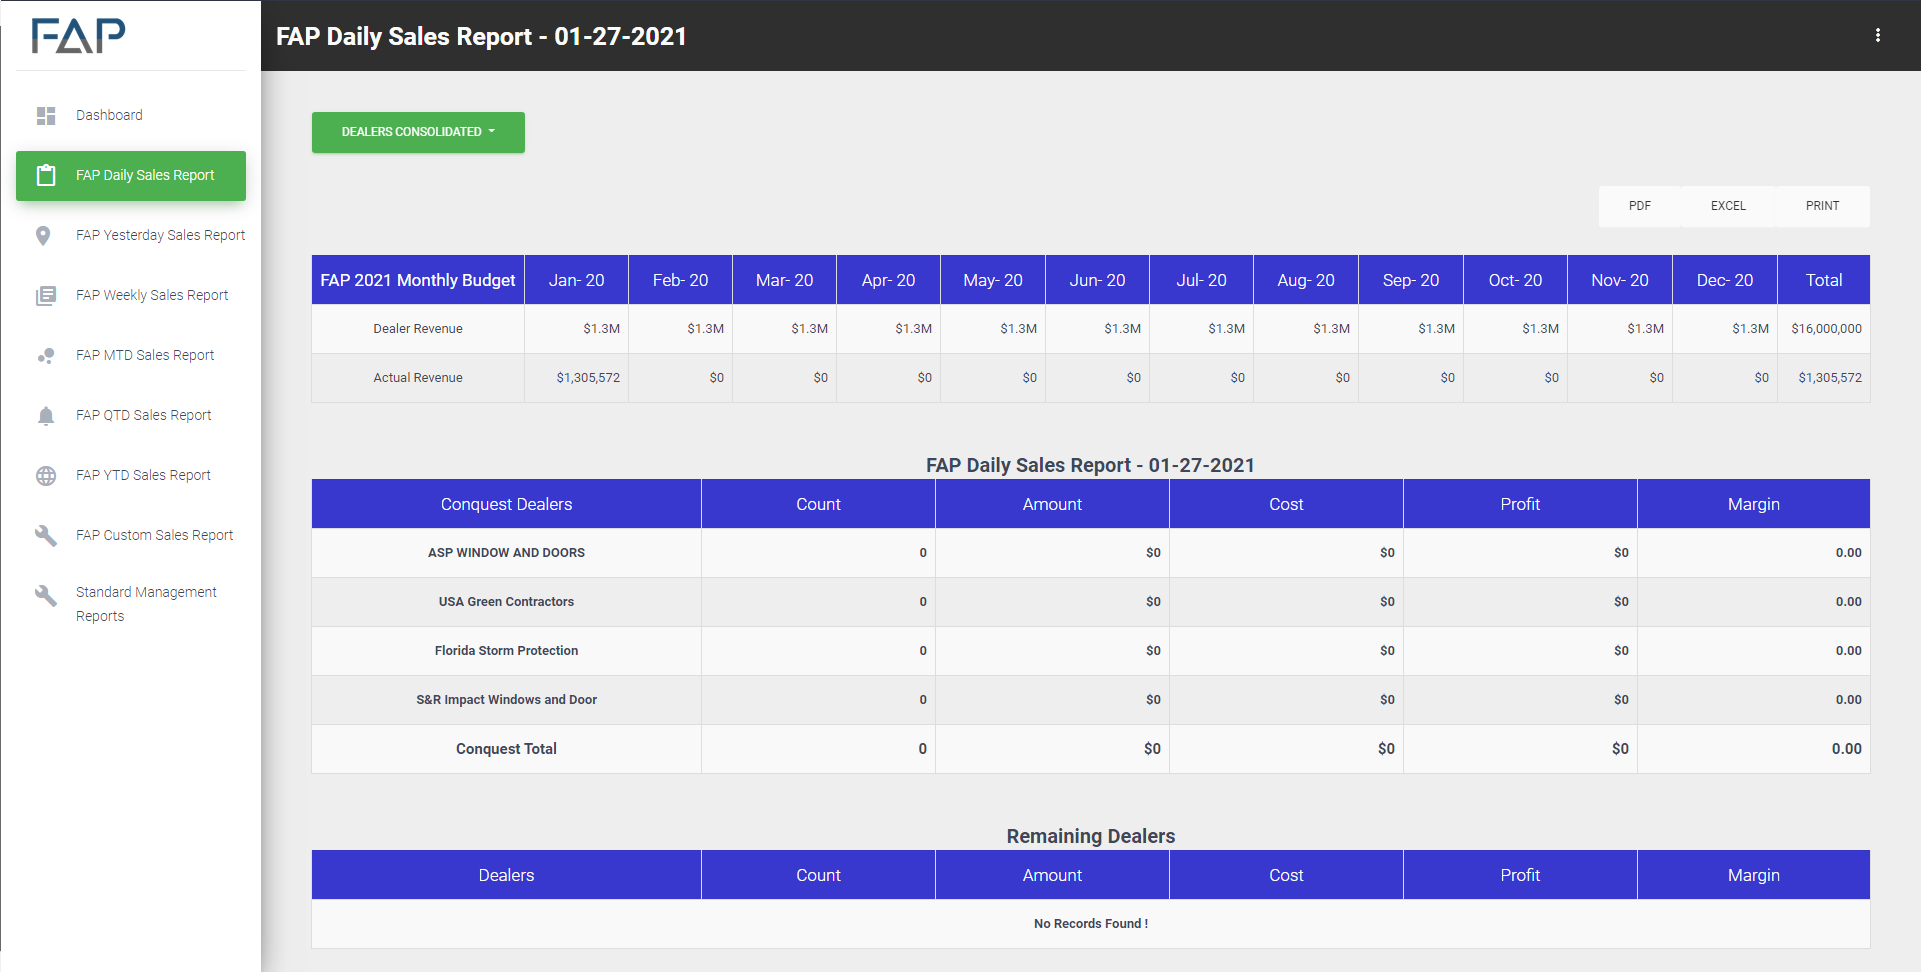 FAP
FAP Daily Sales Report - 01-27-2021
Dashboard
FAP Daily Sales Report
FAP Yesterday Sales Report
FAP Weekly Sales Report
FAP MTD Sales Report
FAP QTD Sales Report
FAP YTD Sales Report
FAP Custom Sales Report
Standard Management
Reports
DEALERS CONSOLIDATED
PDF EXCEL PRINT
FAP 2021 Monthly Budget Jan- 20 Feb- 20 Mar- 20 Apr- 20 May- 20 Jun- 20 Jul- 20 Aug- 20 Sep- 20 Oct- 20 Nov- 20 Dec- 20 Total
Dealer Revenue $1.3M $1.3M $1.3M $1.3M $1.3M $1.3M $1.3M $1.3M $1.3M $1.3M $1.3M $1.3M $16,000,000
Actual Revenue $1,305,572 $0 $0 $0 $0 $0 $0 $0 $0 $0 $0 $0 $1,305,572
FAP Daily Sales Report - 01-27-2021
Conquest Dealers Count Amount Cost Profit Margin
ASP WINDOW AND DOORS 0 $0 $0 $0 0.00
USA Green Contractors 0 $0 $0 $0 0.00
Florida Storm Protection 0 $0 $0 $0 0.00
S&R Impact Windows and Door 0 $0 $0 $0 0.00
Conquest Total 0 $0 $0 $0 0.00
Remaining Dealers
Dealers Count Amount Cost Profit Margin
No Records Found !